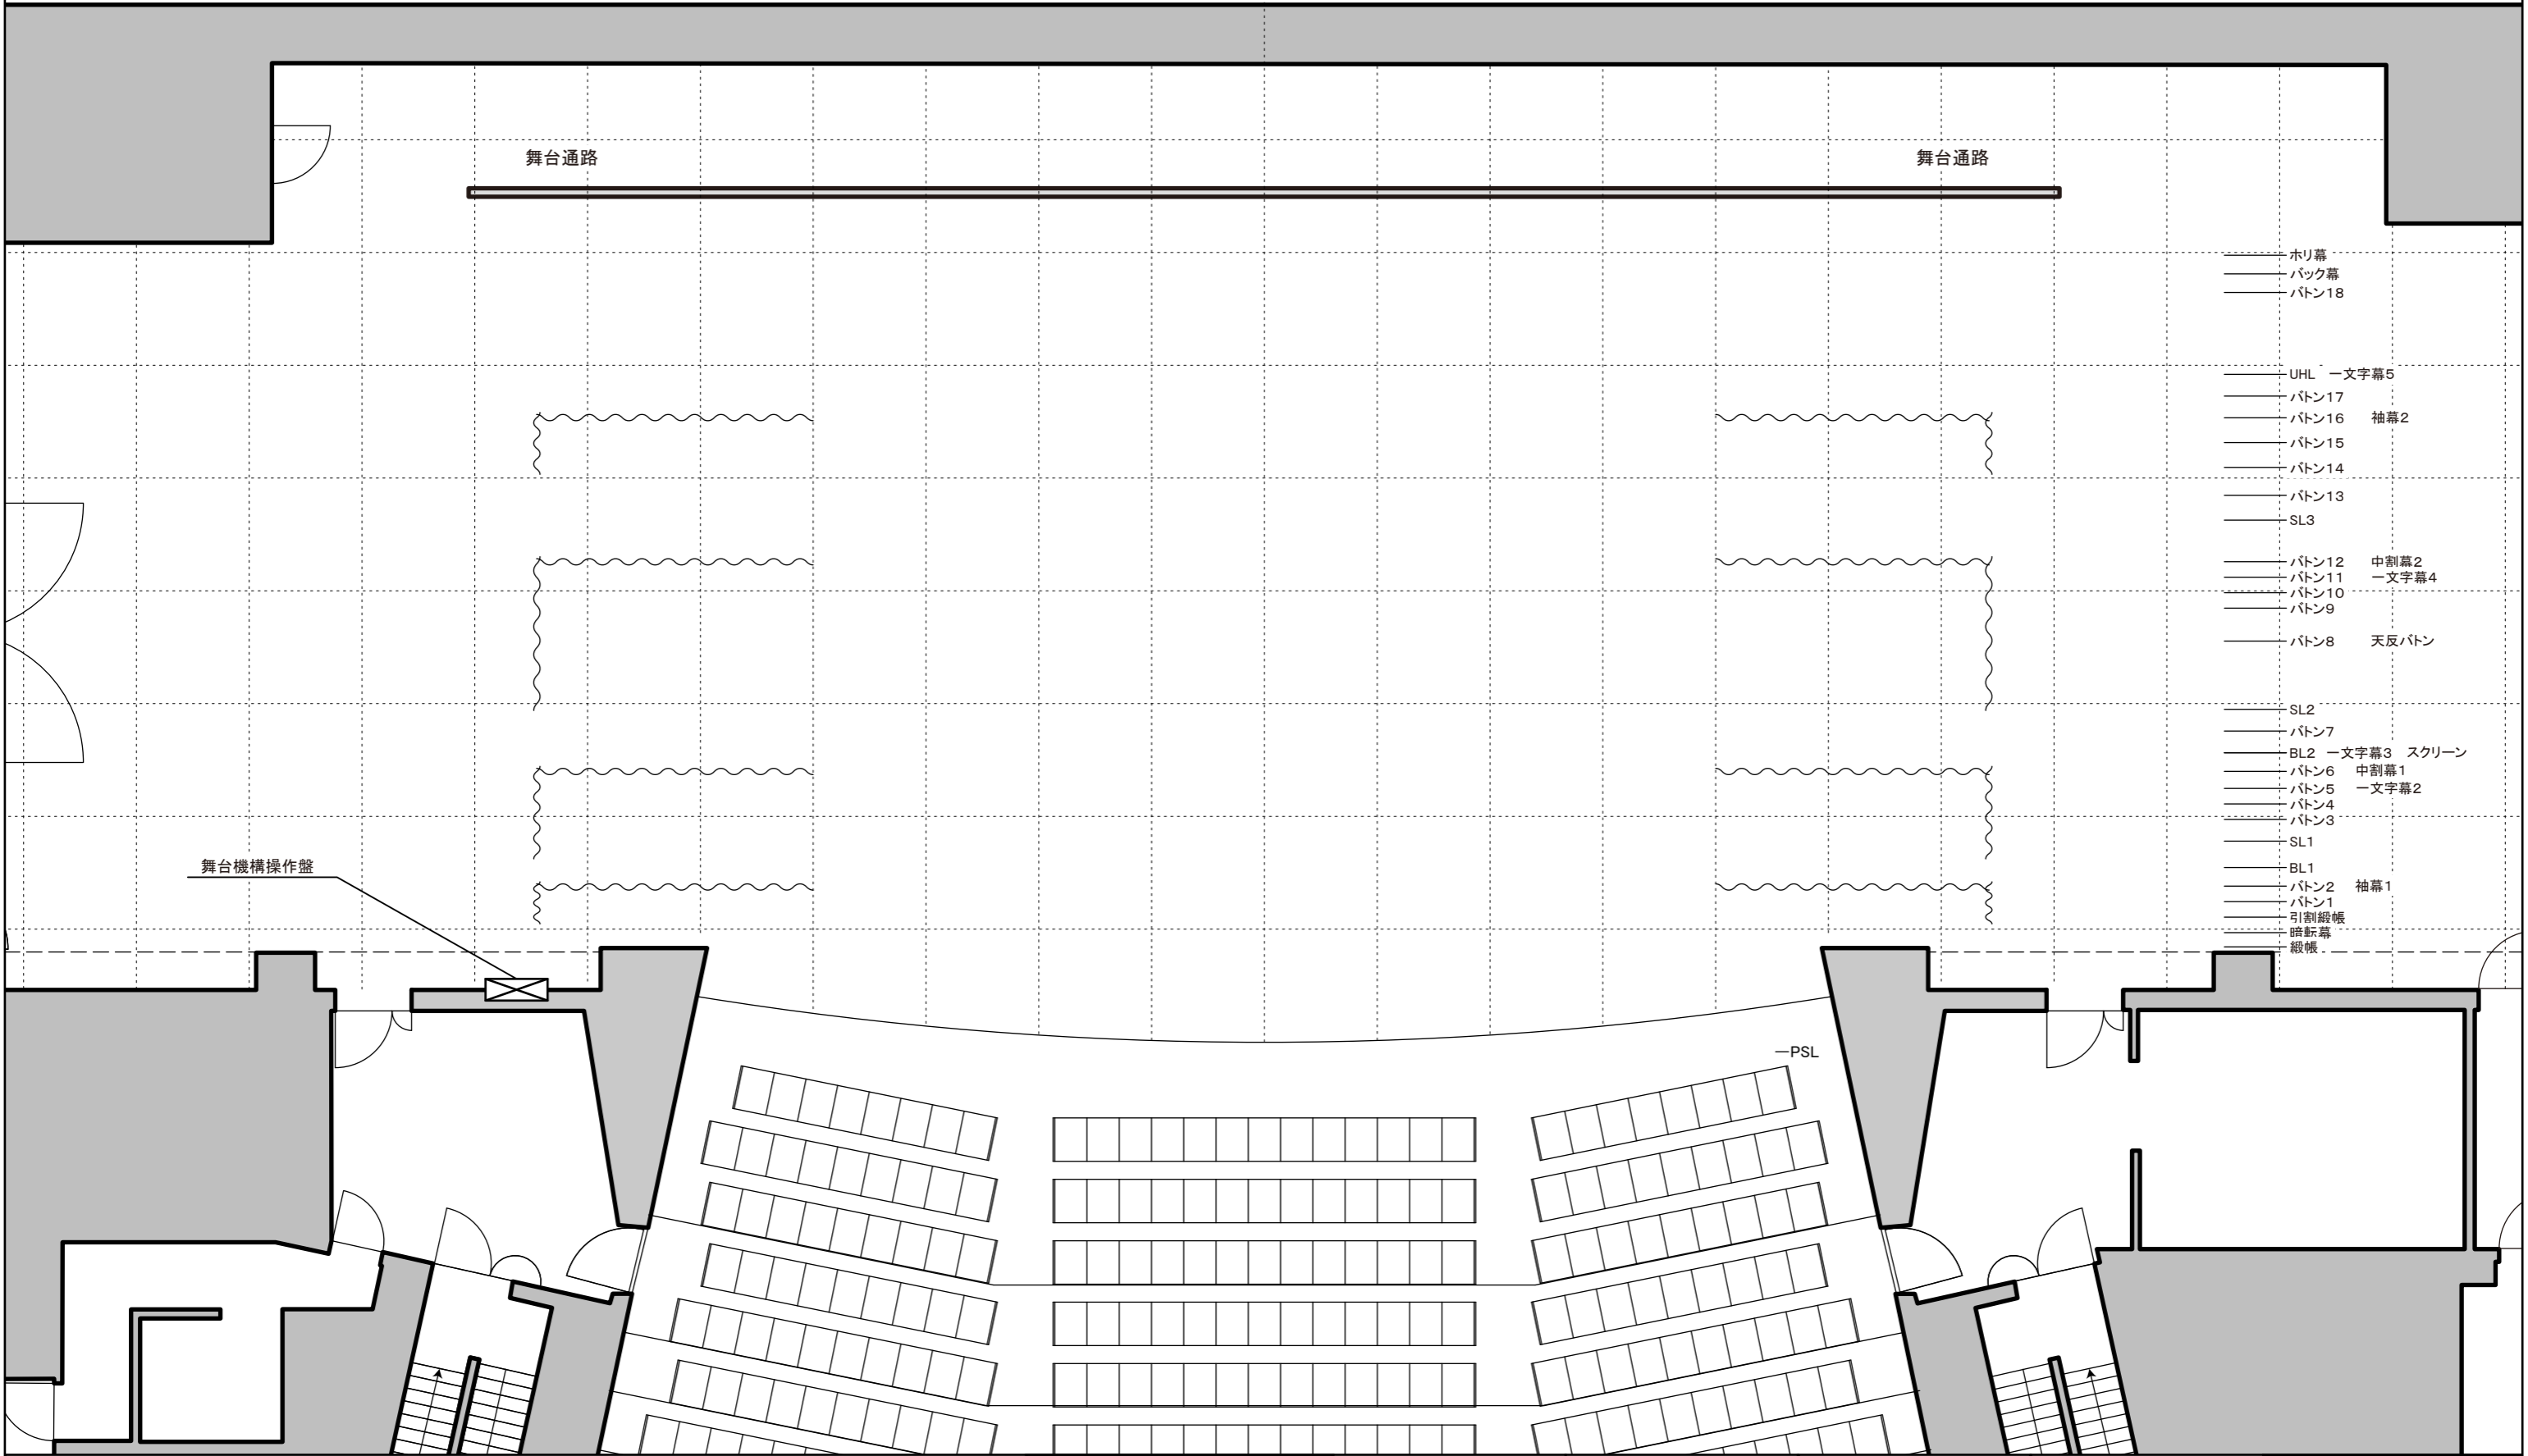 舞台通路 舞台通路
ホリ幕
バック幕
バトン18
UHL 一文字幕5
バトン17
バトン16 袖幕2
バトン15
バトン14
バトン13
SL3
バトン12 中割幕2
バトン11 一文字幕4
バトン10
バトン9
バトン8 天反バトン
SL2
バトン7
BL2 一文字幕3 スクリーン
バトン6 中割幕1
バトン5 一文字幕2
バトン4
バトン3
SL1
舞台機構操作盤
BL1
バトン2 袖幕1
バトン1
引割緞帳
暗転幕
緞帳
PSL